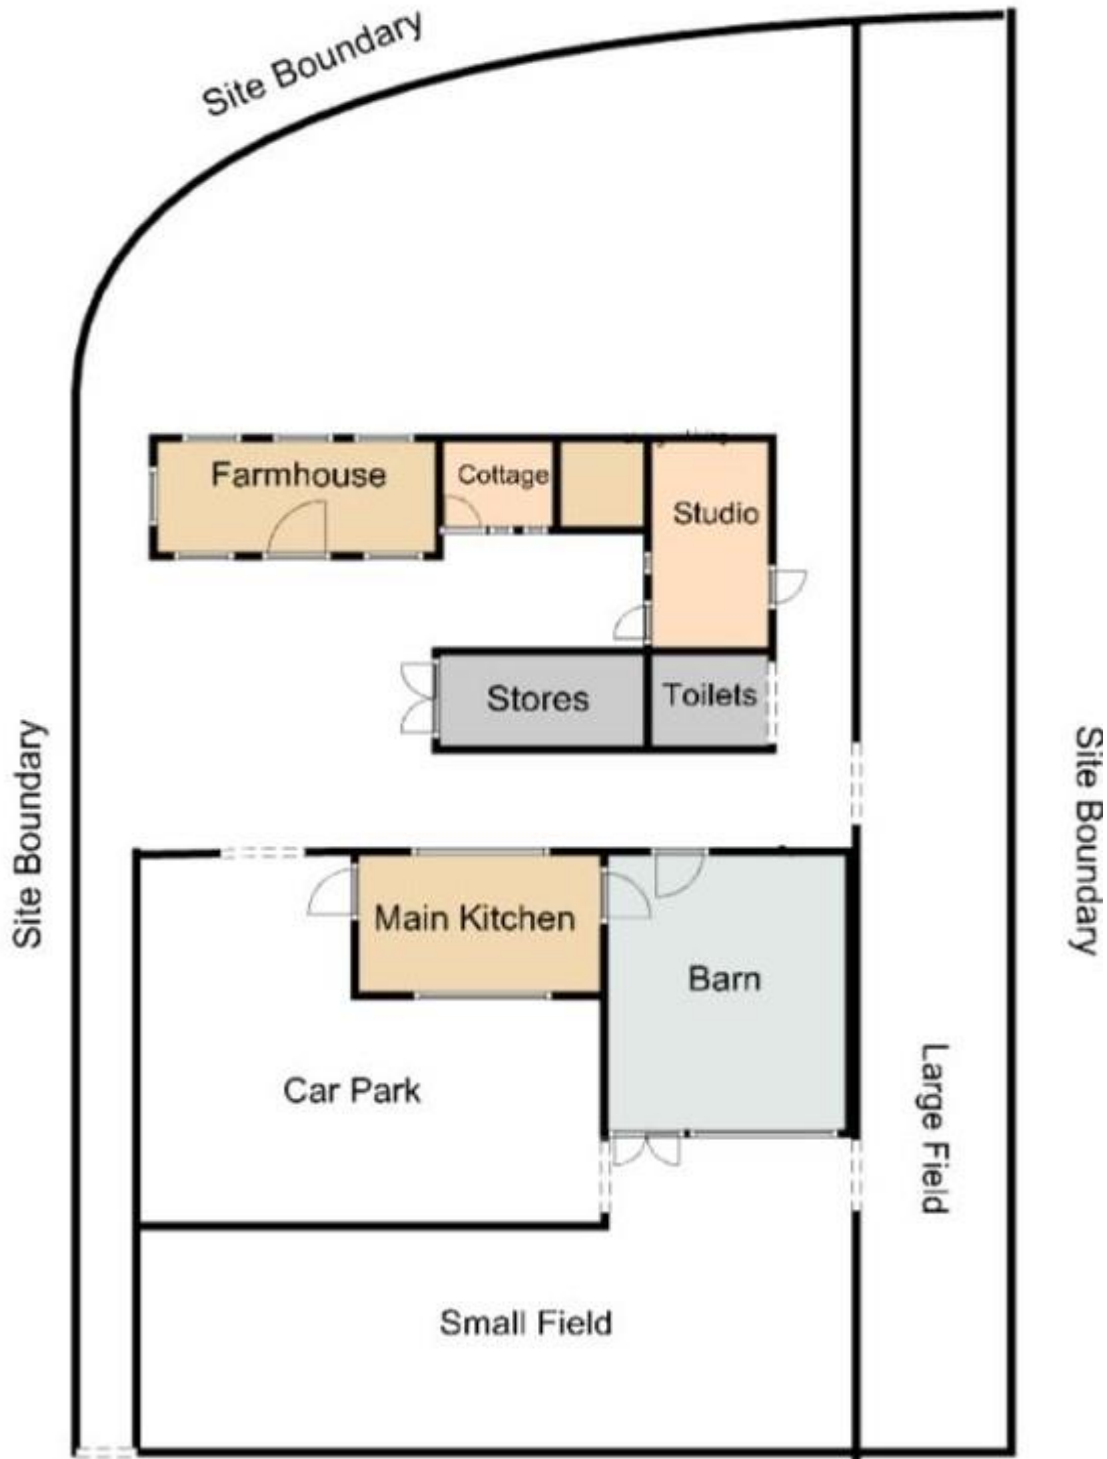 Site Boundary
Farmhouse
Cottage
Studio
Stores
Toilets
Site Boundary
Site Boundary
Main Kitchen
Barn
Car Park
Large Field
Small Field